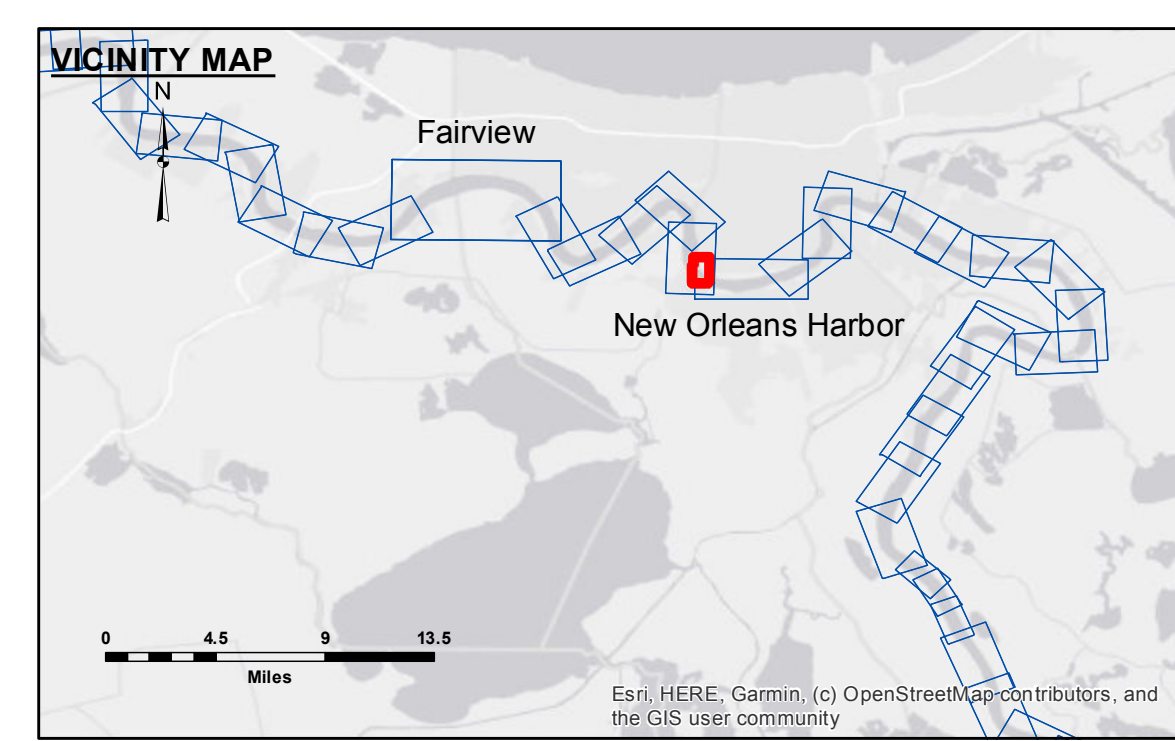 VICINITY MAP
N
Fairview
New Orleans Harbor
0 4.5 9 13.5
Miles
Esri, HERE, Garmin, (c) OpenStreetMap contributors, and
the GIS user community